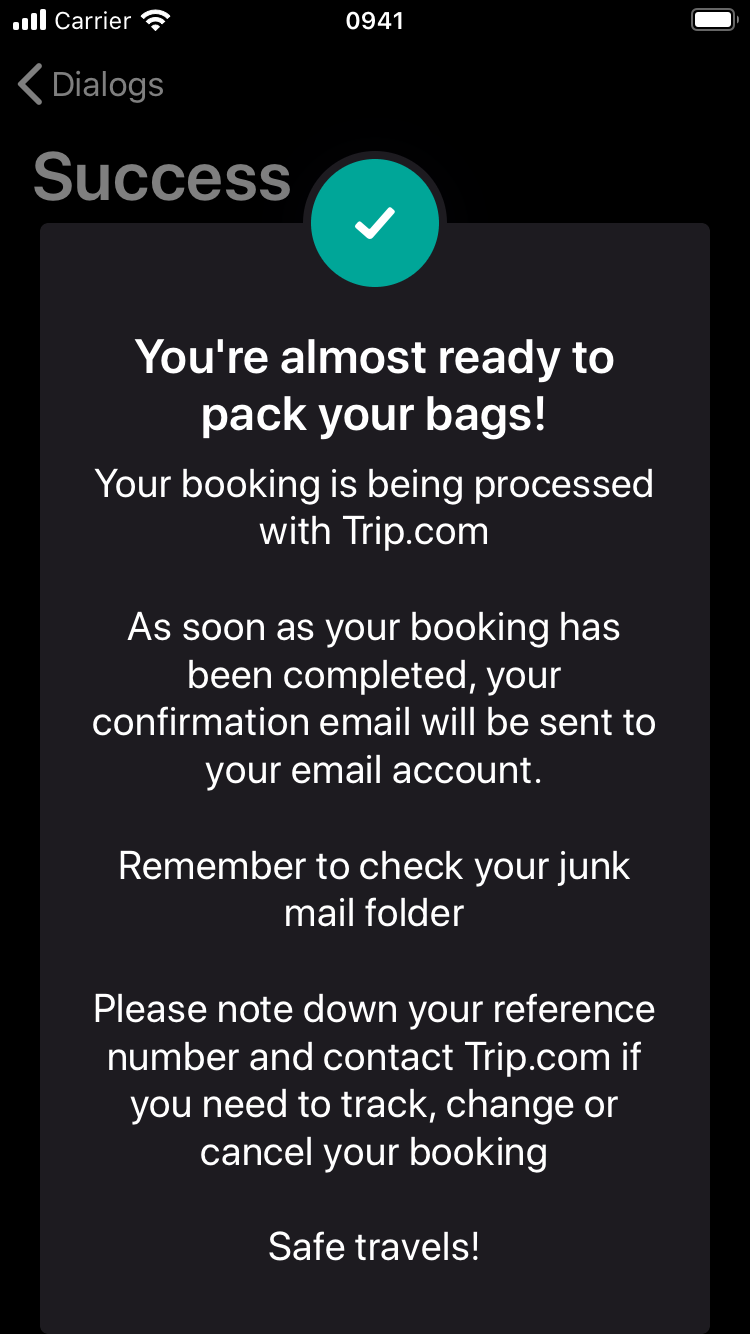 Carrier 0941
Dialogs
Success
You're almost ready to
pack your bags!
Your booking is being processed
with Trip.com
As soon as your booking has
been completed, your
confirmation email will be sent to
your email account.
Remember to check your junk
mail folder
Please note down your reference
number and contact Trip.com if
you need to track, change or
cancel your booking
Safe travels!